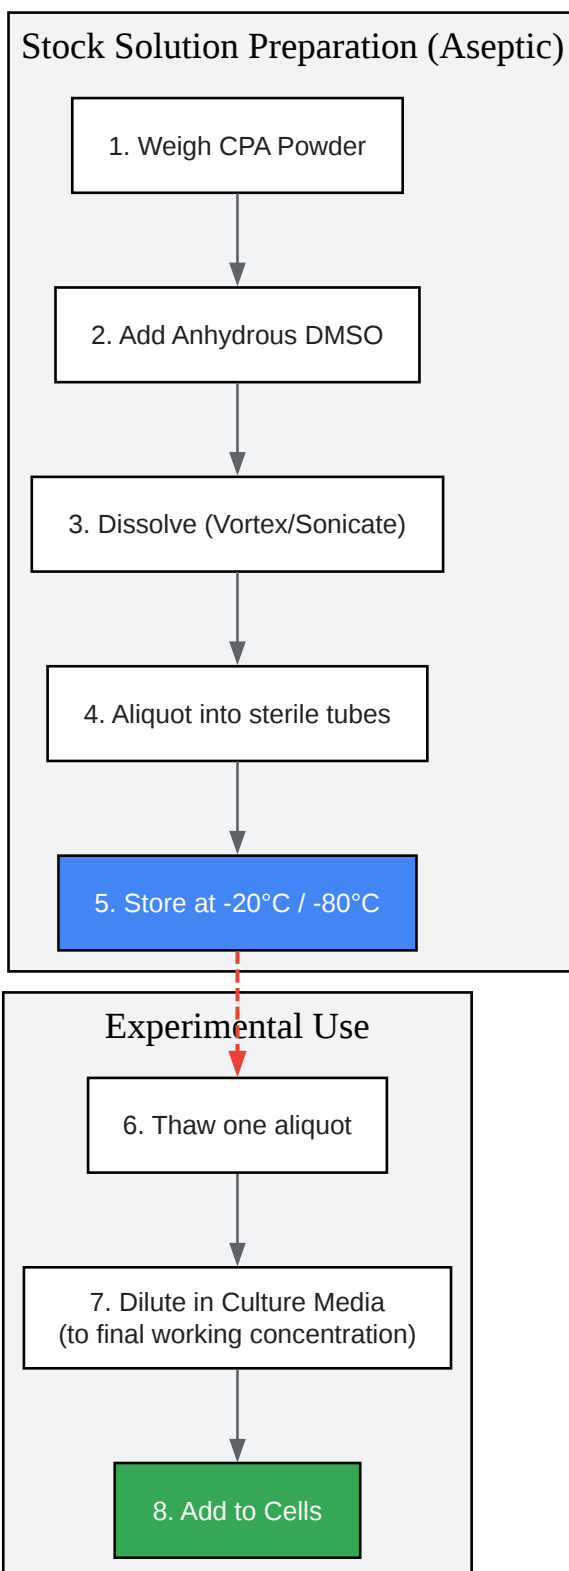 Stock Solution Preparation (Aseptic)
1. Weigh CPA Powder
2. Add Anhydrous DMSO
3. Dissolve (Vortex/Sonicate)
4. Aliquot into sterile tubes
5. Store at -20°C / -80°C
Experimental Use
6. Thaw one aliquot
7. Dilute in Culture Media
(to final working concentration)
8. Add to Cells